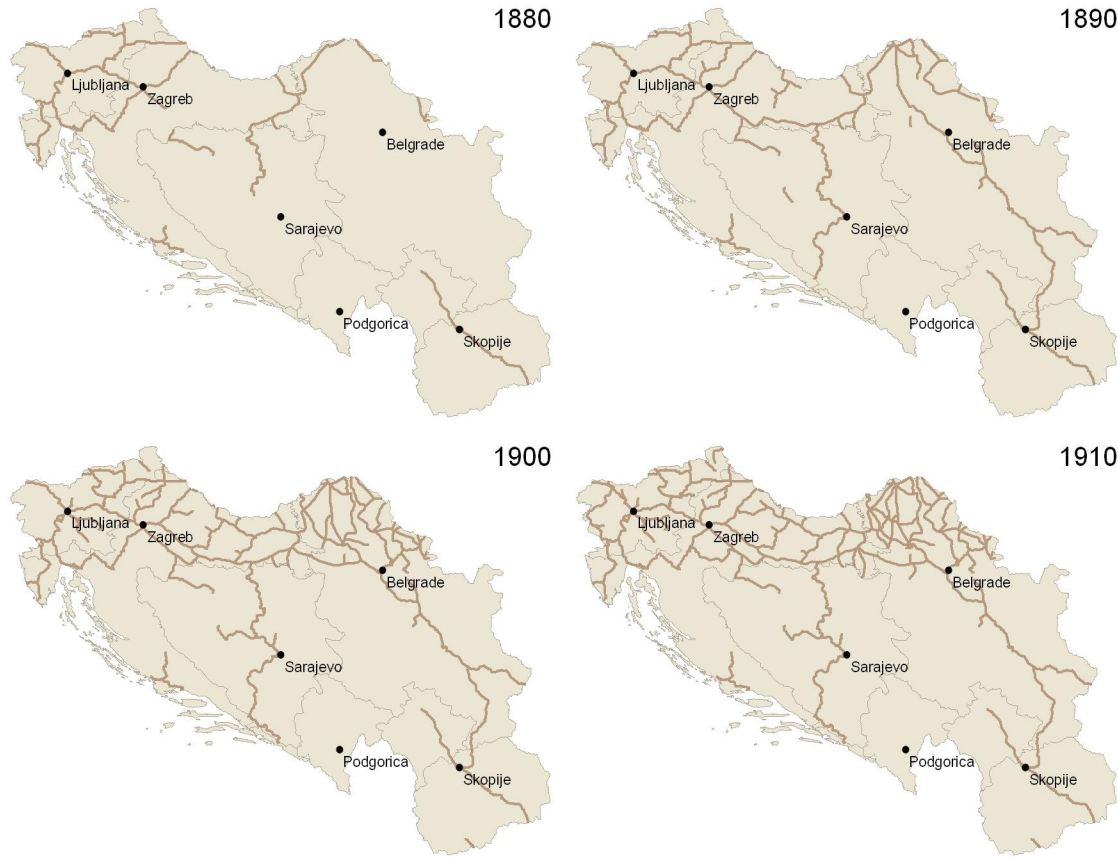 1880
Ljubljana
Zagreb
Belgrade
Sarajevo
Podgorica
Skopije
1890
Ljubljana
Zagreb
Belgrade
Sarajevo
Podgorica
Skopije
1900
Ljubljana
Zagreb
Belgrade
Sarajevo
Podgorica
Skopije
1910
Ljubljana
Zagreb
Belgrade
Sarajevo
Podgorica
Skopije